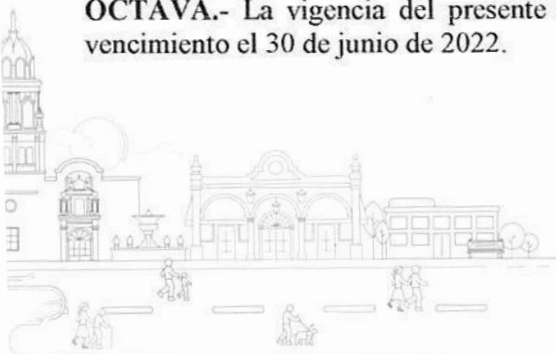 OCTAVA.- La vigencia del presente
vencimiento el 30 de junio de 2022.